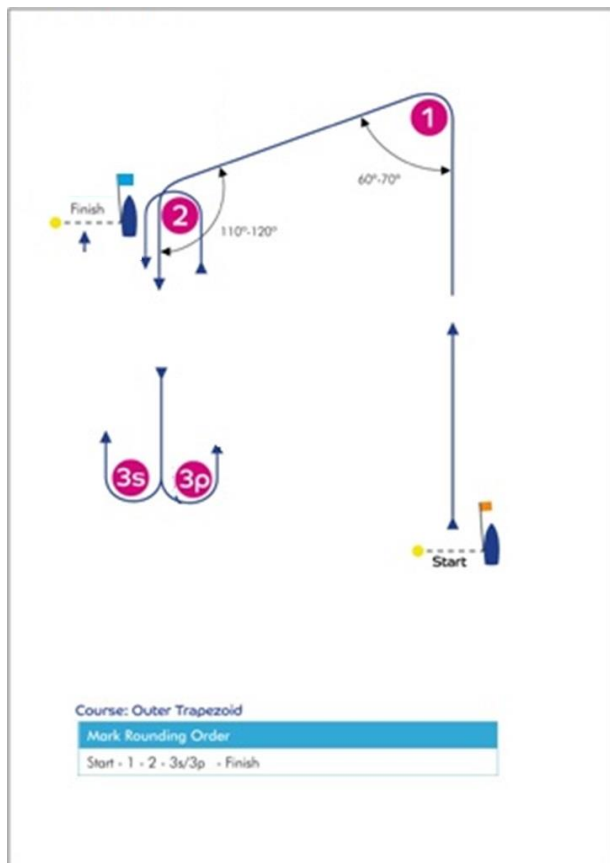 1
60°-70°
Finish
2
110°-120°
3s
3p
Start
Course: Outer Trapezoid
Mark Rounding Order
Start - 1 - 2 - 3s/3p - Finish